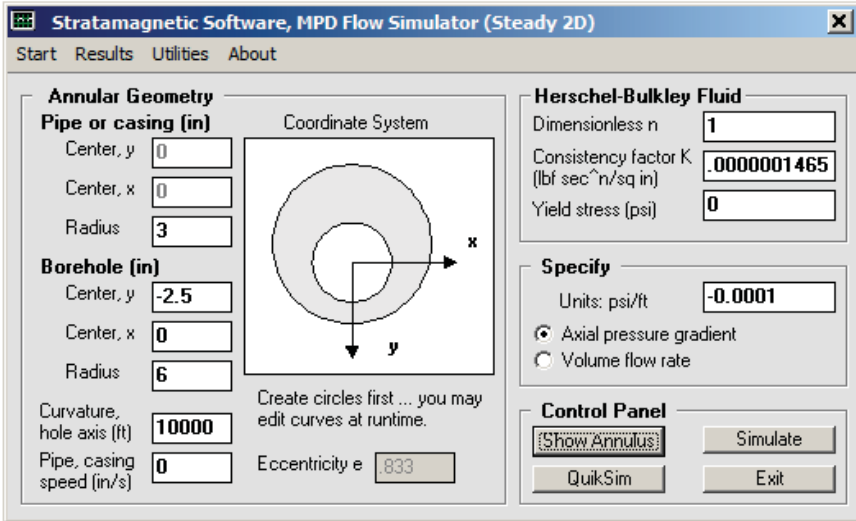 Stratamagnetic Software, MPD Flow Simulator (Steady 2D)
Start Results Utilities About
Annular Geometry
Pipe or casing (in)
Center, y 0
Center, x 0
Radius 3
Borehole (in)
Center, y -2.5
Center, x 0
Radius 6
Curvature,
hole axis (ft) 10000
Pipe, casing
speed (in/s) 0
Coordinate System
x
y
Create circles first ... you may
edit curves at runtime.
Eccentricity e .833
Herschel-Bulkley Fluid
Dimensionless n 1
Consistency factor K
(lbf sec^n/sq in) .0000001465
Yield stress (psi) 0
Specify
Units: psi/ft -0.0001
Axial pressure gradient
Volume flow rate
Control Panel
Show Annulus Simulate
QuikSim Exit